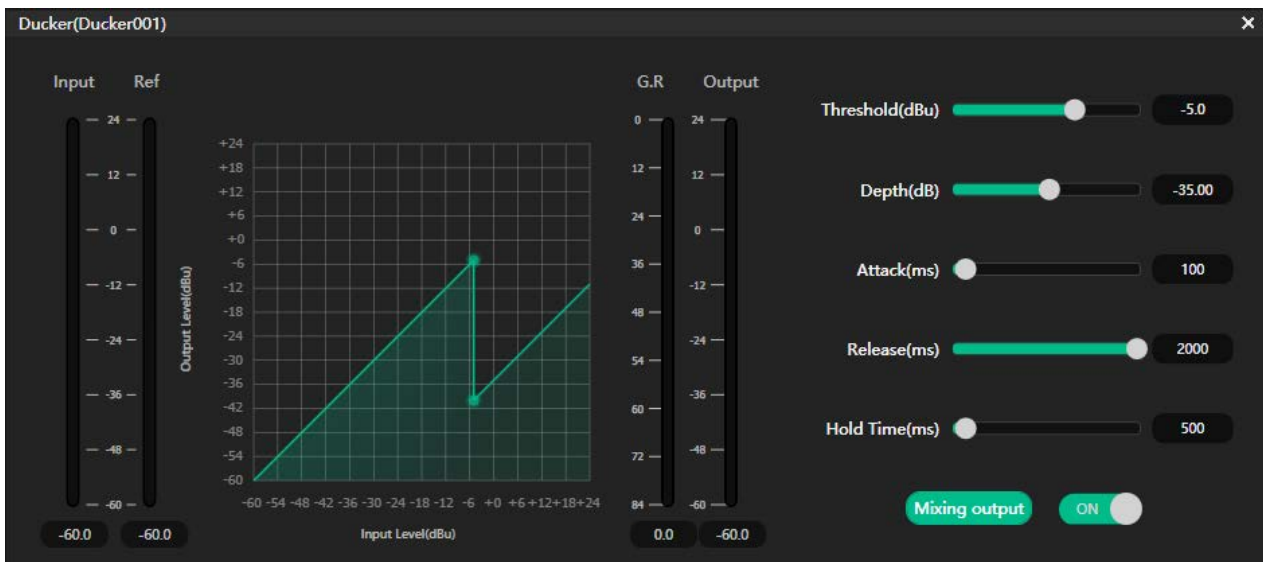 Ducker(Ducker001) ×
Input Ref
24
12
0
-12
-24
-36
-48
-60
-60.0 -60.0
Output Level(dBu)
+24
+18
+12
+6
+0
-6
-12
-18
-24
-30
-36
-42
-48
-54
-60
-60 -54 -48 -42 -36 -30 -24 -18 -12 -6 +0 +6+12+18+24
Input Level(dBu)
G.R Output
0 24
12 12
24 0
36 -12
48 -24
54 -36
60 -48
72 -60
84
0.0 -60.0
Threshold(dBu) -5.0
Depth(dB) -35.00
Attack(ms) 100
Release(ms) 2000
Hold Time(ms) 500
Mixing output ON